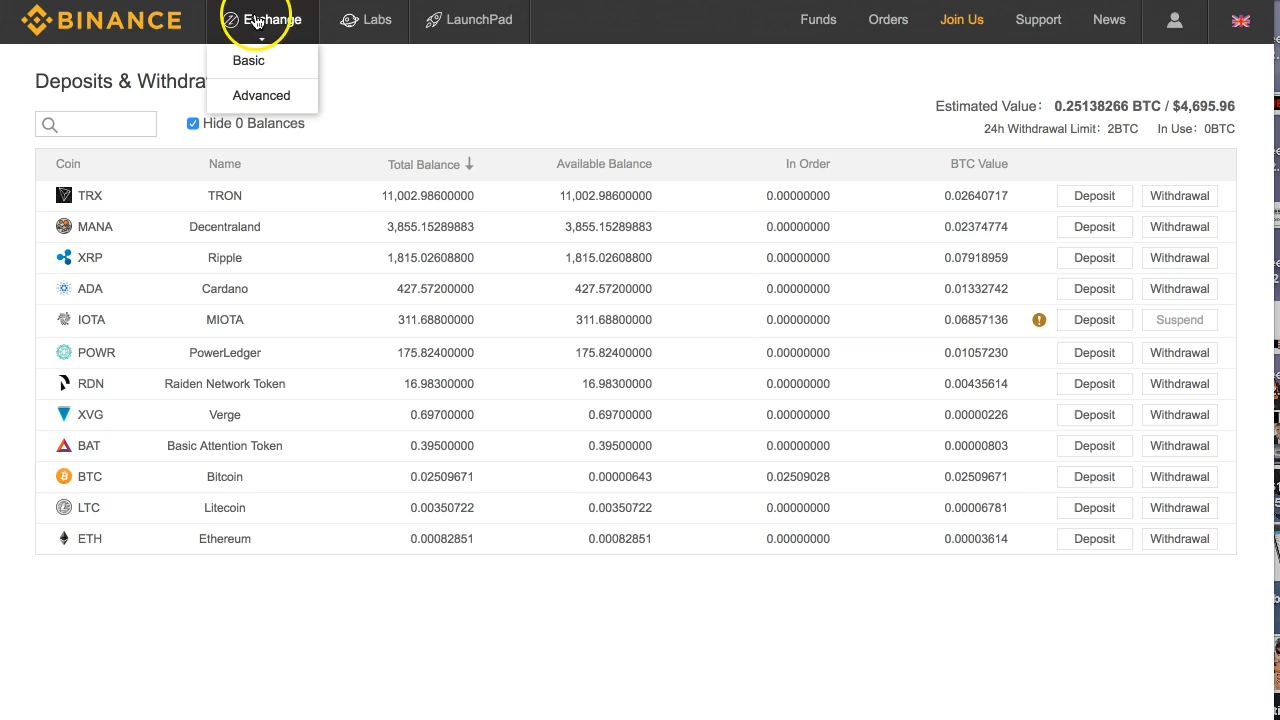 BINANCE Exchange Labs LaunchPad Funds Orders Join Us Support News
Basic
Advanced
Deposits & Withdra
Hide 0 Balances
Estimated Value: 0.25138266 BTC / $4,695.96
24h Withdrawal Limit: 2BTC In Use: 0BTC
Coin Name Total Balance Available Balance In Order BTC Value
TRX TRON 11,002.98600000 11,002.98600000 0.00000000 0.02640717 Deposit Withdrawal
MANA Decentraland 3,855.15289883 3,855.15289883 0.00000000 0.02374774 Deposit Withdrawal
XRP Ripple 1,815.02608800 1,815.02608800 0.00000000 0.07918959 Deposit Withdrawal
ADA Cardano 427.57200000 427.57200000 0.00000000 0.01332742 Deposit Withdrawal
IOTA MIOTA 311.68800000 311.68800000 0.00000000 0.06857136 Deposit Suspend
POWR PowerLedger 175.82400000 175.82400000 0.00000000 0.01057230 Deposit Withdrawal
RDN Raiden Network Token 16.98300000 16.98300000 0.00000000 0.00435614 Deposit Withdrawal
XVG Verge 0.69700000 0.69700000 0.00000000 0.00000226 Deposit Withdrawal
BAT Basic Attention Token 0.39500000 0.39500000 0.00000000 0.00000803 Deposit Withdrawal
BTC Bitcoin 0.02509671 0.00000643 0.02509028 0.02509671 Deposit Withdrawal
LTC Litecoin 0.00350722 0.00350722 0.00000000 0.00006781 Deposit Withdrawal
ETH Ethereum 0.00082851 0.00082851 0.00000000 0.00003614 Deposit Withdrawal